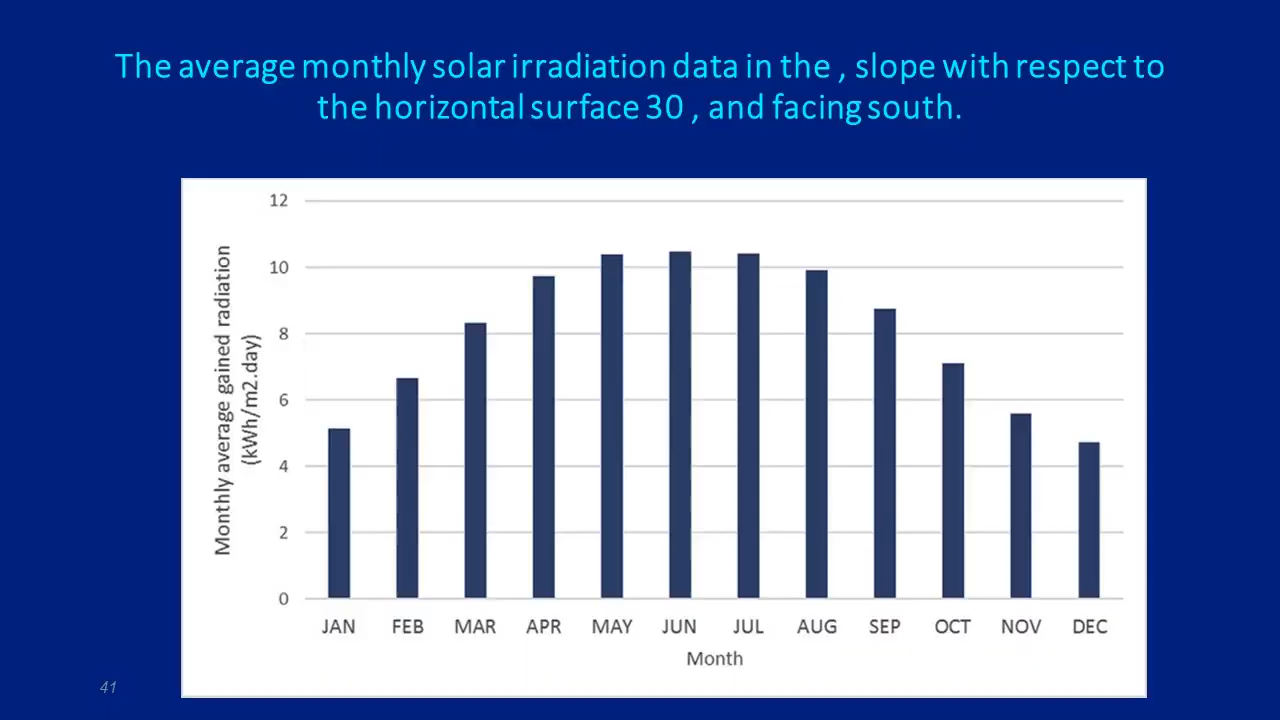 The average monthly solar irradiation data in the , slope with respect to
the horizontal surface 30 , and facing south.
12
10
8
6
4
2
0
Monthly average gained radiation
(kWh/m2.day)
JAN FEB MAR APR MAY JUN JUL AUG SEP OCT NOV DEC
Month
41